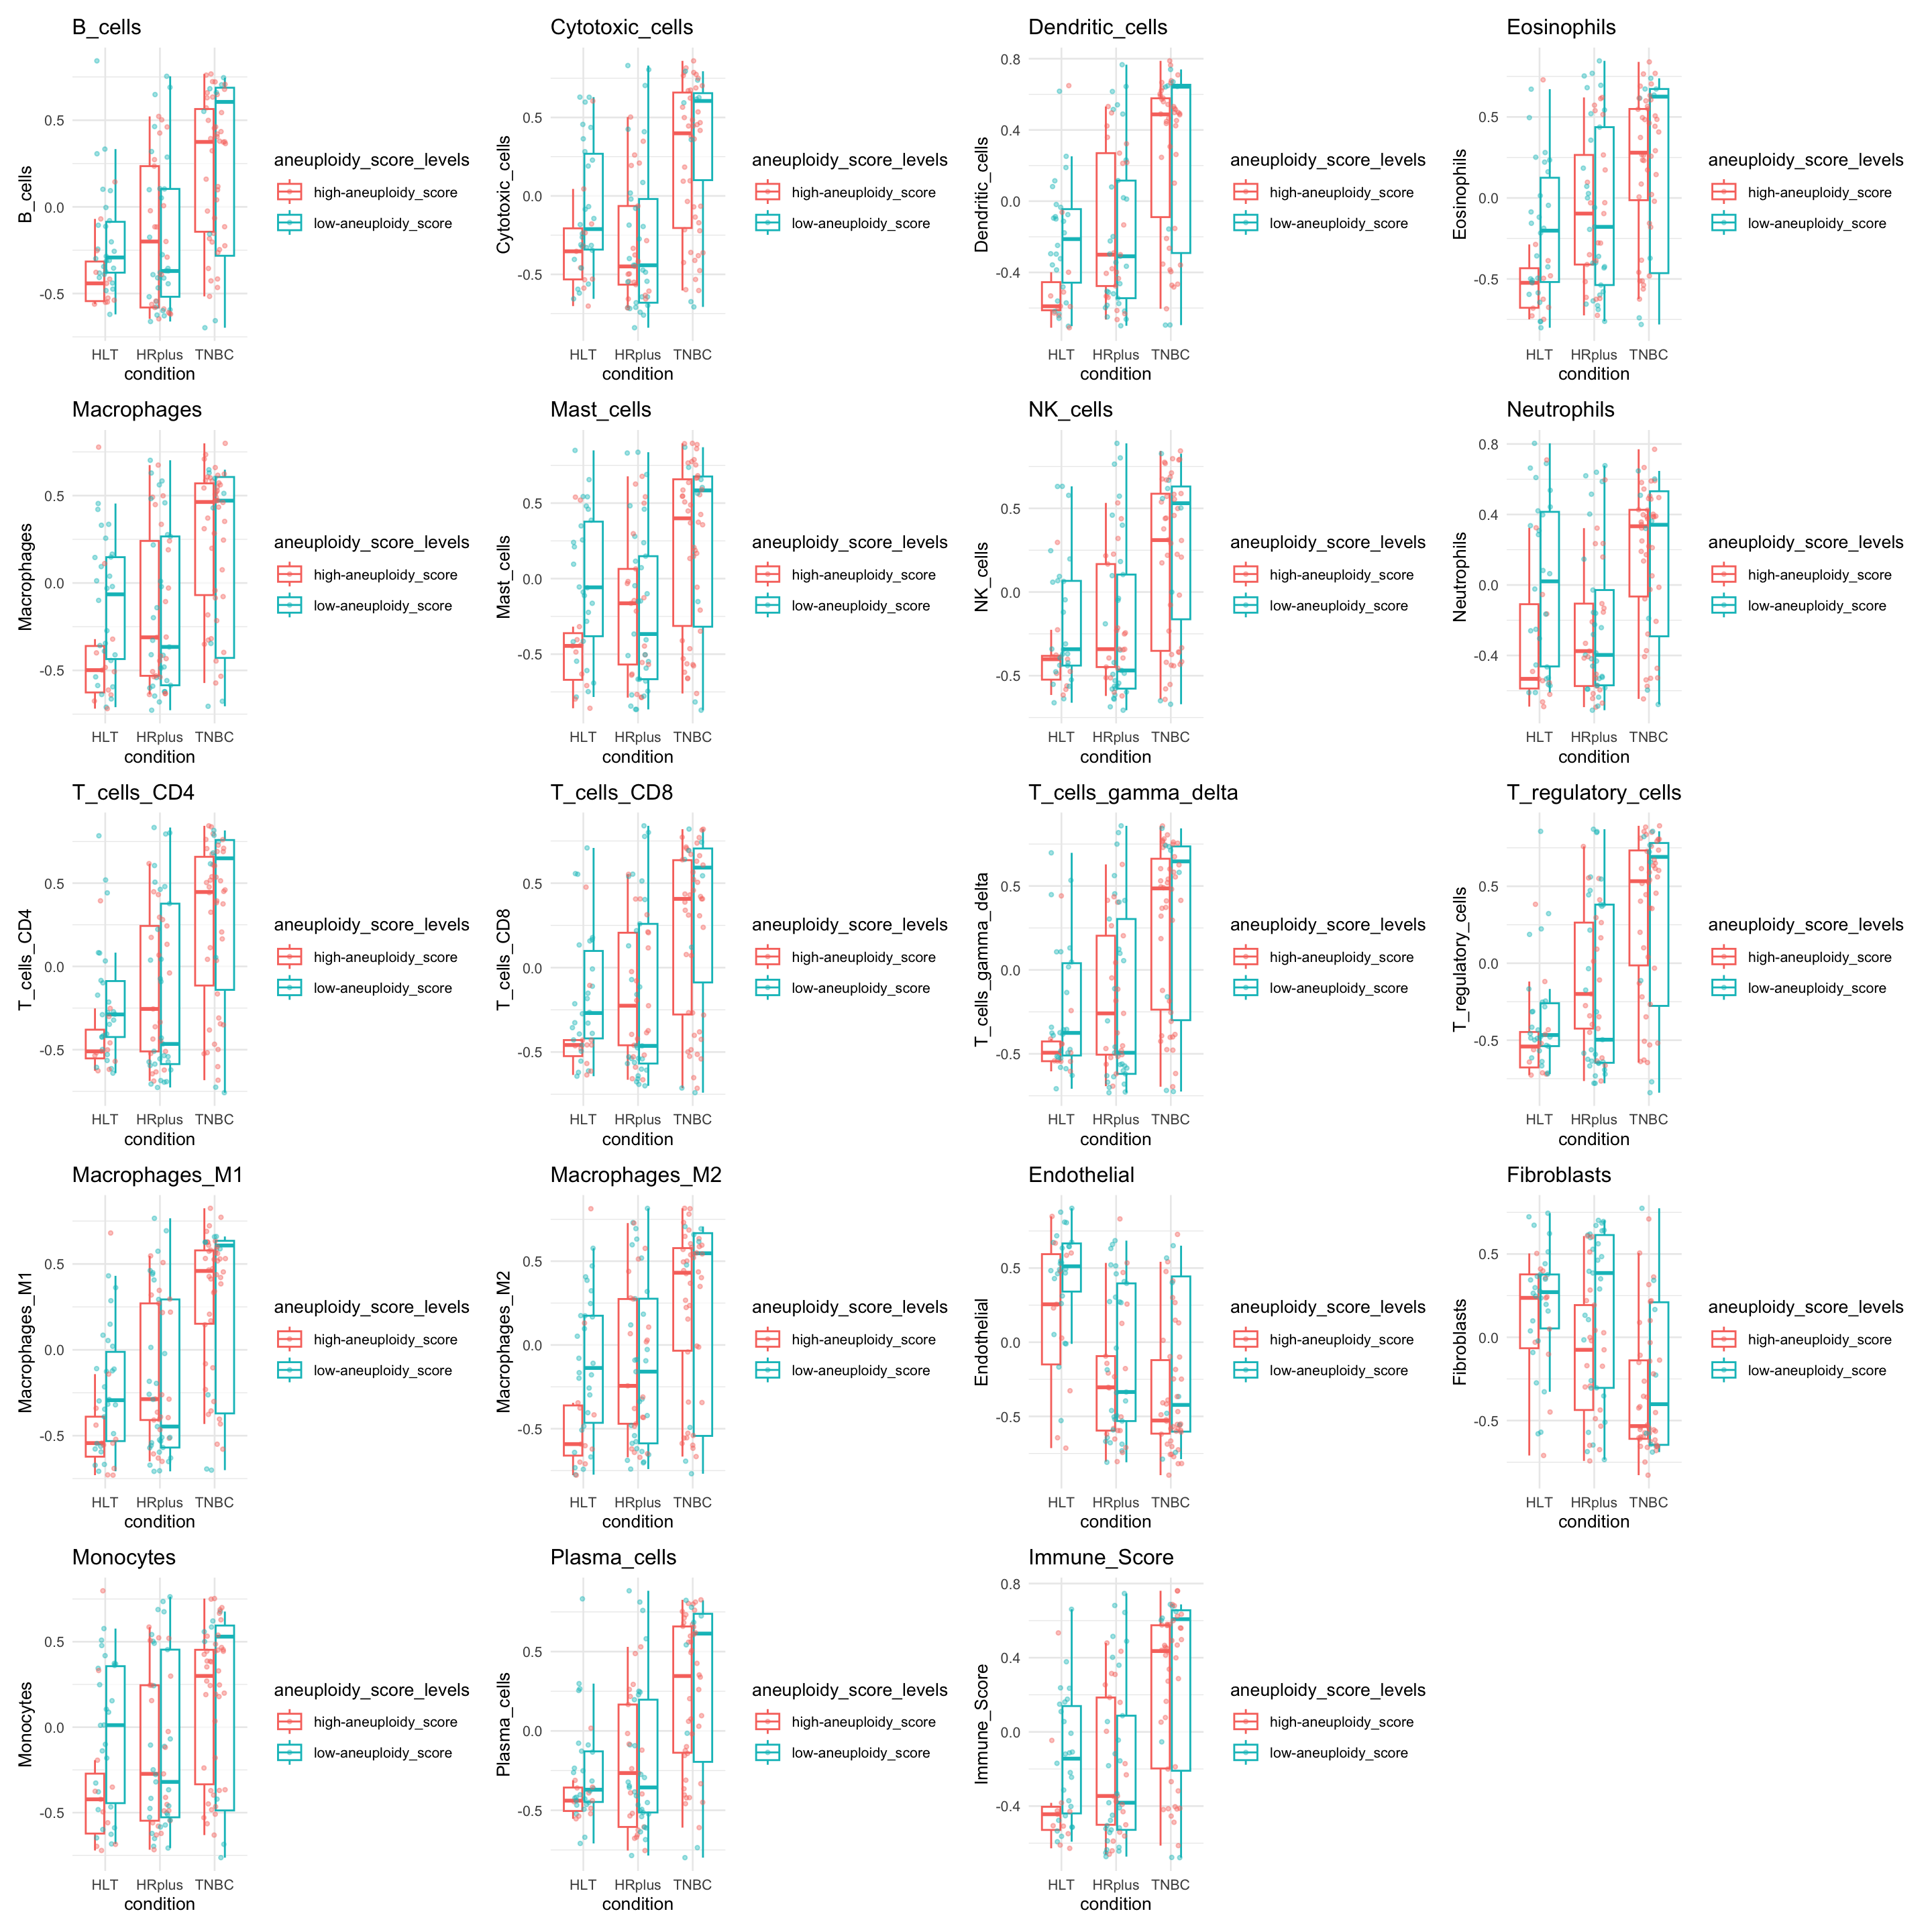 B_cells
B_cells
0.5
0.0
-0.5
HLT HRplus TNBC
condition
aneuploidy_score_levels
high-aneuploidy_score
low-aneuploidy_score
Cytotoxic_cells
Cytotoxic_cells
0.5
0.0
-0.5
HLT HRplus TNBC
condition
aneuploidy_score_levels
high-aneuploidy_score
low-aneuploidy_score
Dendritic_cells
Dendritic_cells
0.8
0.4
0.0
-0.4
HLT HRplus TNBC
condition
aneuploidy_score_levels
high-aneuploidy_score
low-aneuploidy_score
Eosinophils
Eosinophils
0.5
0.0
-0.5
HLT HRplus TNBC
condition
aneuploidy_score_levels
high-aneuploidy_score
low-aneuploidy_score
Macrophages
Macrophages
0.5
0.0
-0.5
HLT HRplus TNBC
condition
aneuploidy_score_levels
high-aneuploidy_score
low-aneuploidy_score
Mast_cells
Mast_cells
0.5
0.0
-0.5
HLT HRplus TNBC
condition
aneuploidy_score_levels
high-aneuploidy_score
low-aneuploidy_score
NK_cells
NK_cells
0.5
0.0
-0.5
HLT HRplus TNBC
condition
aneuploidy_score_levels
high-aneuploidy_score
low-aneuploidy_score
Neutrophils
Neutrophils
0.8
0.4
0.0
-0.4
HLT HRplus TNBC
condition
aneuploidy_score_levels
high-aneuploidy_score
low-aneuploidy_score
T_cells_CD4
T_cells_CD4
0.5
0.0
-0.5
HLT HRplus TNBC
condition
aneuploidy_score_levels
high-aneuploidy_score
low-aneuploidy_score
T_cells_CD8
T_cells_CD8
0.5
0.0
-0.5
HLT HRplus TNBC
condition
aneuploidy_score_levels
high-aneuploidy_score
low-aneuploidy_score
T_cells_gamma_delta
T_cells_gamma_delta
0.5
0.0
-0.5
HLT HRplus TNBC
condition
aneuploidy_score_levels
high-aneuploidy_score
low-aneuploidy_score
T_regulatory_cells
T_regulatory_cells
0.5
0.0
-0.5
HLT HRplus TNBC
condition
aneuploidy_score_levels
high-aneuploidy_score
low-aneuploidy_score
Macrophages_M1
Macrophages_M1
0.5
0.0
-0.5
HLT HRplus TNBC
condition
aneuploidy_score_levels
high-aneuploidy_score
low-aneuploidy_score
Macrophages_M2
Macrophages_M2
0.5
0.0
-0.5
HLT HRplus TNBC
condition
aneuploidy_score_levels
high-aneuploidy_score
low-aneuploidy_score
Endothelial
Endothelial
0.5
0.0
-0.5
HLT HRplus TNBC
condition
aneuploidy_score_levels
high-aneuploidy_score
low-aneuploidy_score
Fibroblasts
Fibroblasts
0.5
0.0
-0.5
HLT HRplus TNBC
condition
aneuploidy_score_levels
high-aneuploidy_score
low-aneuploidy_score
Monocytes
Monocytes
0.5
0.0
-0.5
HLT HRplus TNBC
condition
aneuploidy_score_levels
high-aneuploidy_score
low-aneuploidy_score
Plasma_cells
Plasma_cells
0.5
0.0
-0.5
HLT HRplus TNBC
condition
aneuploidy_score_levels
high-aneuploidy_score
low-aneuploidy_score
Immune_Score
Immune_Score
0.8
0.4
0.0
-0.4
HLT HRplus TNBC
condition
aneuploidy_score_levels
high-aneuploidy_score
low-aneuploidy_score